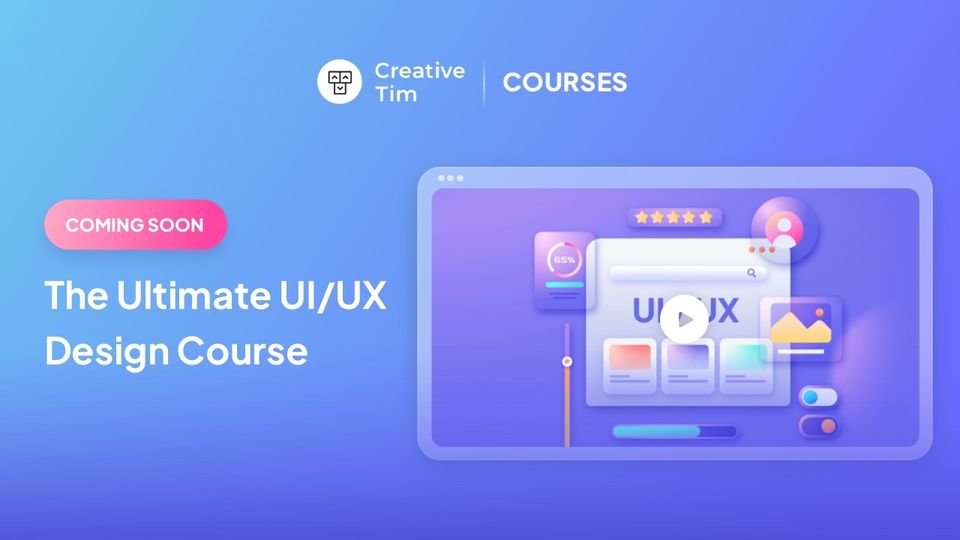 Creative
Tim
COURSES
COMING SOON
The Ultimate UI/UX
Design Course
65%
UI/UX